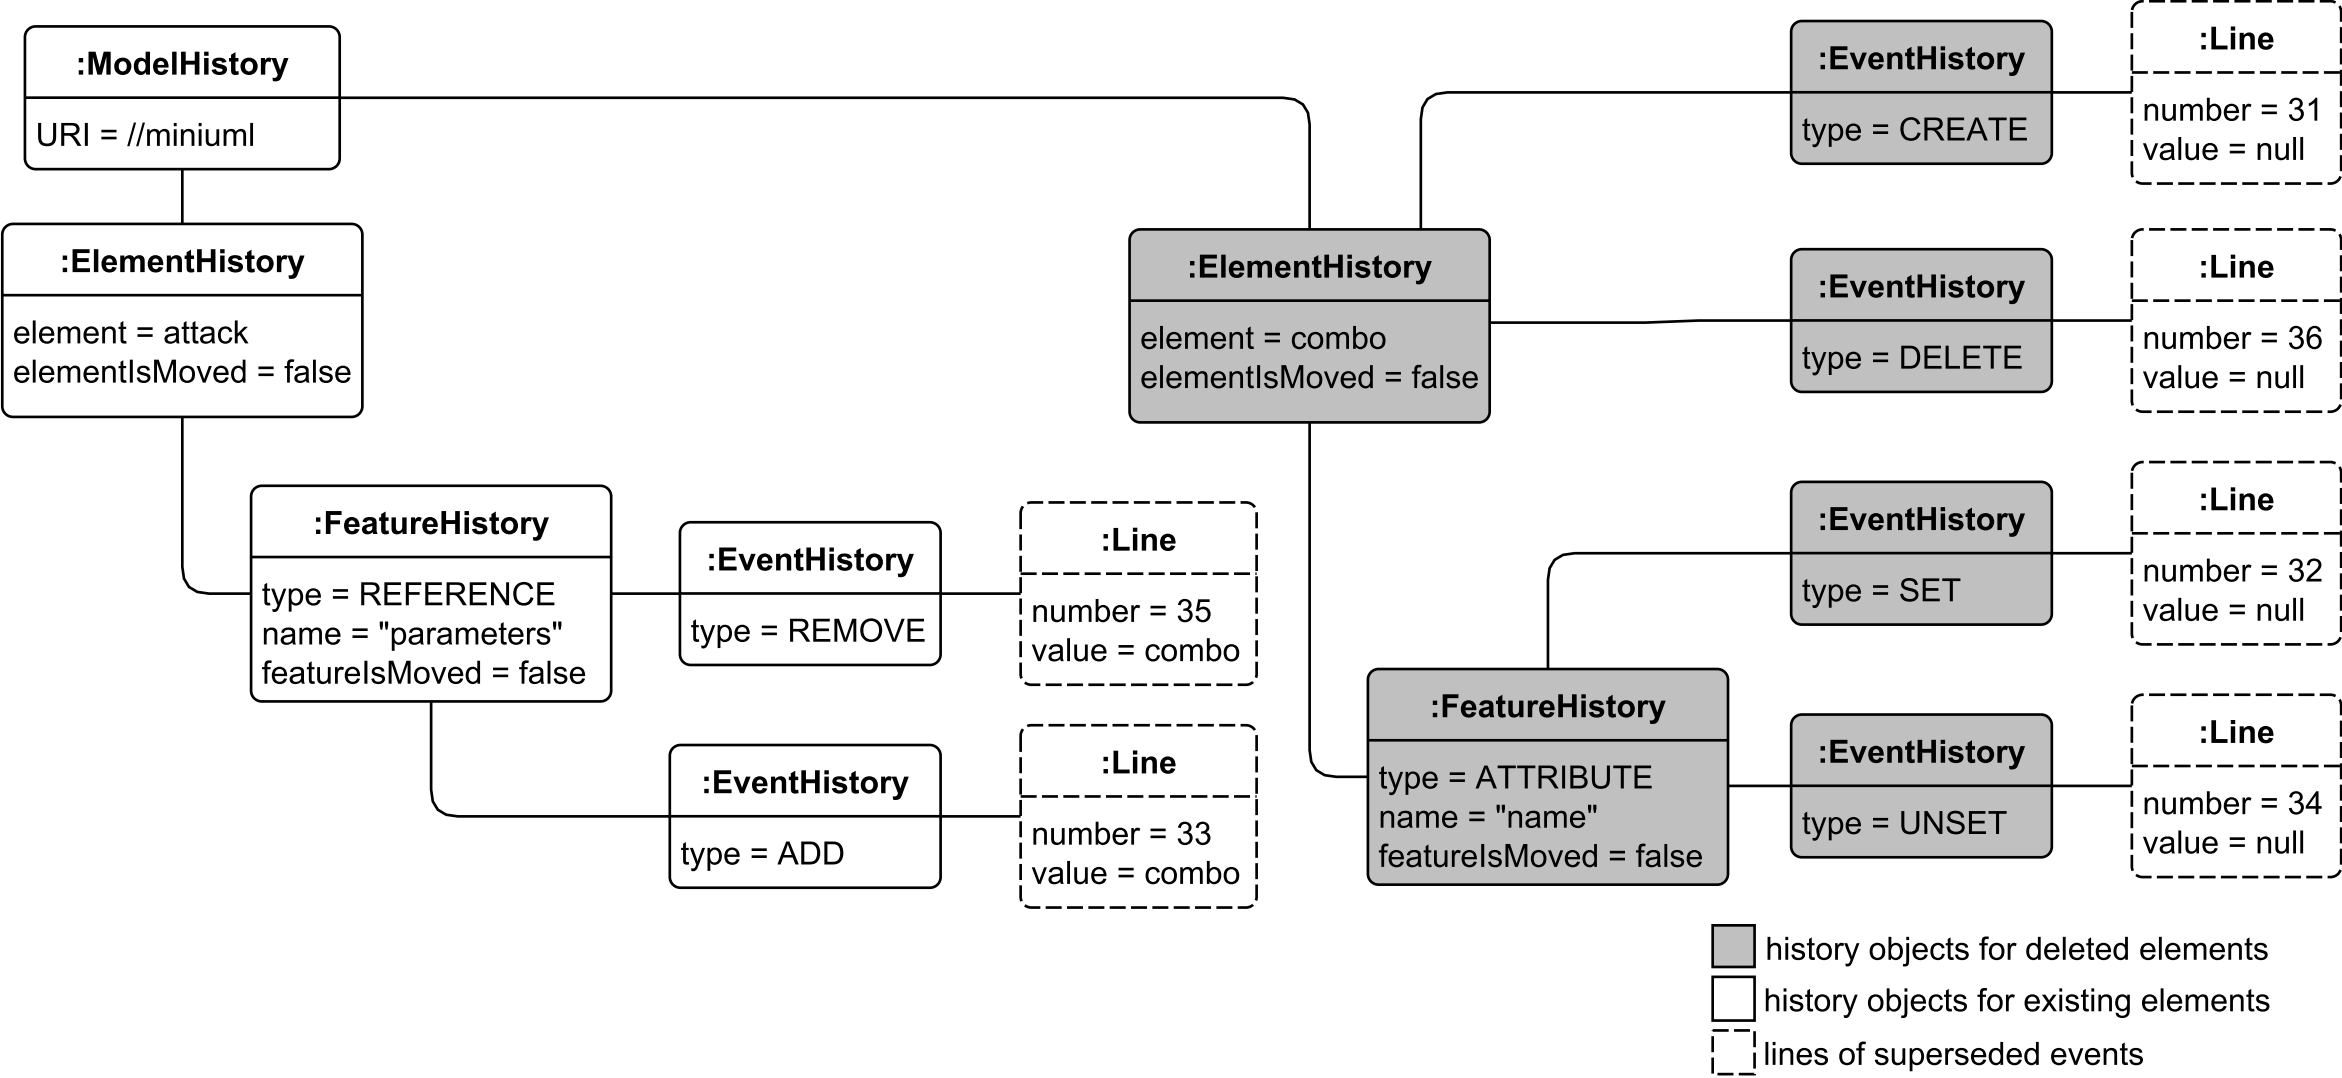 :ModelHistory
URI = //miniuml
:ElementHistory
element = attack
elementIsMoved = false
:FeatureHistory
type = REFERENCE
name = "parameters"
featureIsMoved = false
:EventHistory
type = REMOVE
:Line
number = 35
value = combo
:EventHistory
type = ADD
:Line
number = 33
value = combo
:ElementHistory
element = combo
elementIsMoved = false
:EventHistory
type = CREATE
:Line
number = 31
value = null
:EventHistory
type = DELETE
:Line
number = 36
value = null
:FeatureHistory
type = ATTRIBUTE
name = "name"
featureIsMoved = false
:EventHistory
type = SET
:Line
number = 32
value = null
:EventHistory
type = UNSET
:Line
number = 34
value = null
history objects for deleted elements
history objects for existing elements
lines of superseded events